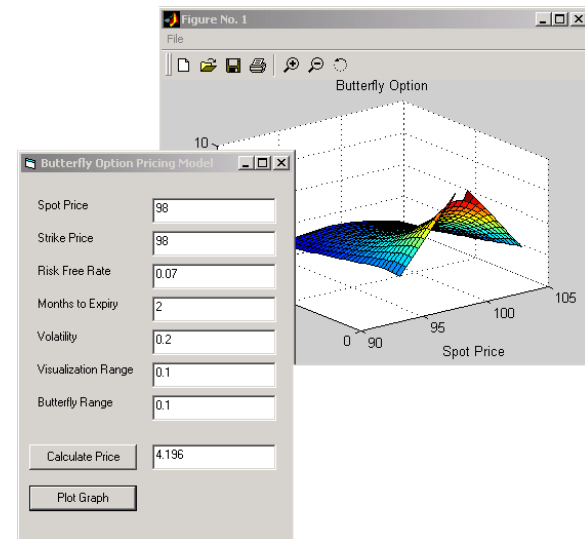 Figure No. 1
File
Butterfly Option
10
0
90
95
100
105
Spot Price
Butterfly Option Pricing Model
Spot Price 98
Strike Price 98
Risk Free Rate 0.07
Months to Expiry 2
Volatility 0.2
Visualization Range 0.1
Butterfly Range 0.1
Calculate Price 4.196
Plot Graph